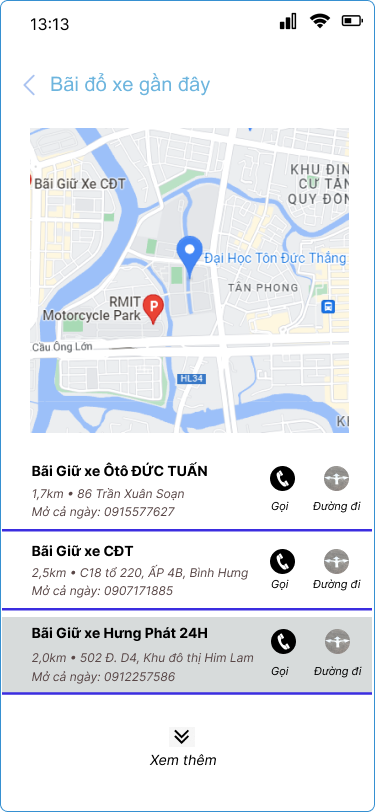 13:13
Bãi đổ xe gần đây
KHU ĐỊN
CƯ TÂN
QUY ĐÔN
Bãi Giữ Xe CĐT
Đại Học Tôn Đức Thắng
TÂN PHONG
RMIT
Motorcycle Park
P
Cầu Ông Lớn
HL34
Bãi Giữ xe Ôtô ĐỨC TUẤN
1,7km • 86 Trần Xuân Soạn
Mở cả ngày: 0915577627
Gọi
Đường đi
Bãi Giữ xe CĐT
2,5km • C18 tổ 220, ẤP 4B, Bình Hưng
Mở cả ngày: 0907171885
Gọi
Đường đi
Bãi Giữ xe Hưng Phát 24H
2,0km • 502 Đ. D4, Khu đô thị Him Lam
Mở cả ngày: 0912257586
Gọi
Đường đi
Xem thêm